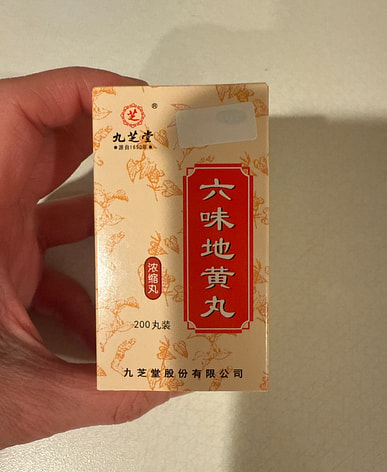 芝
®
九芝堂
●源自1650年●
六味地黄丸
浓缩丸
200丸装
九芝堂股份有限公司